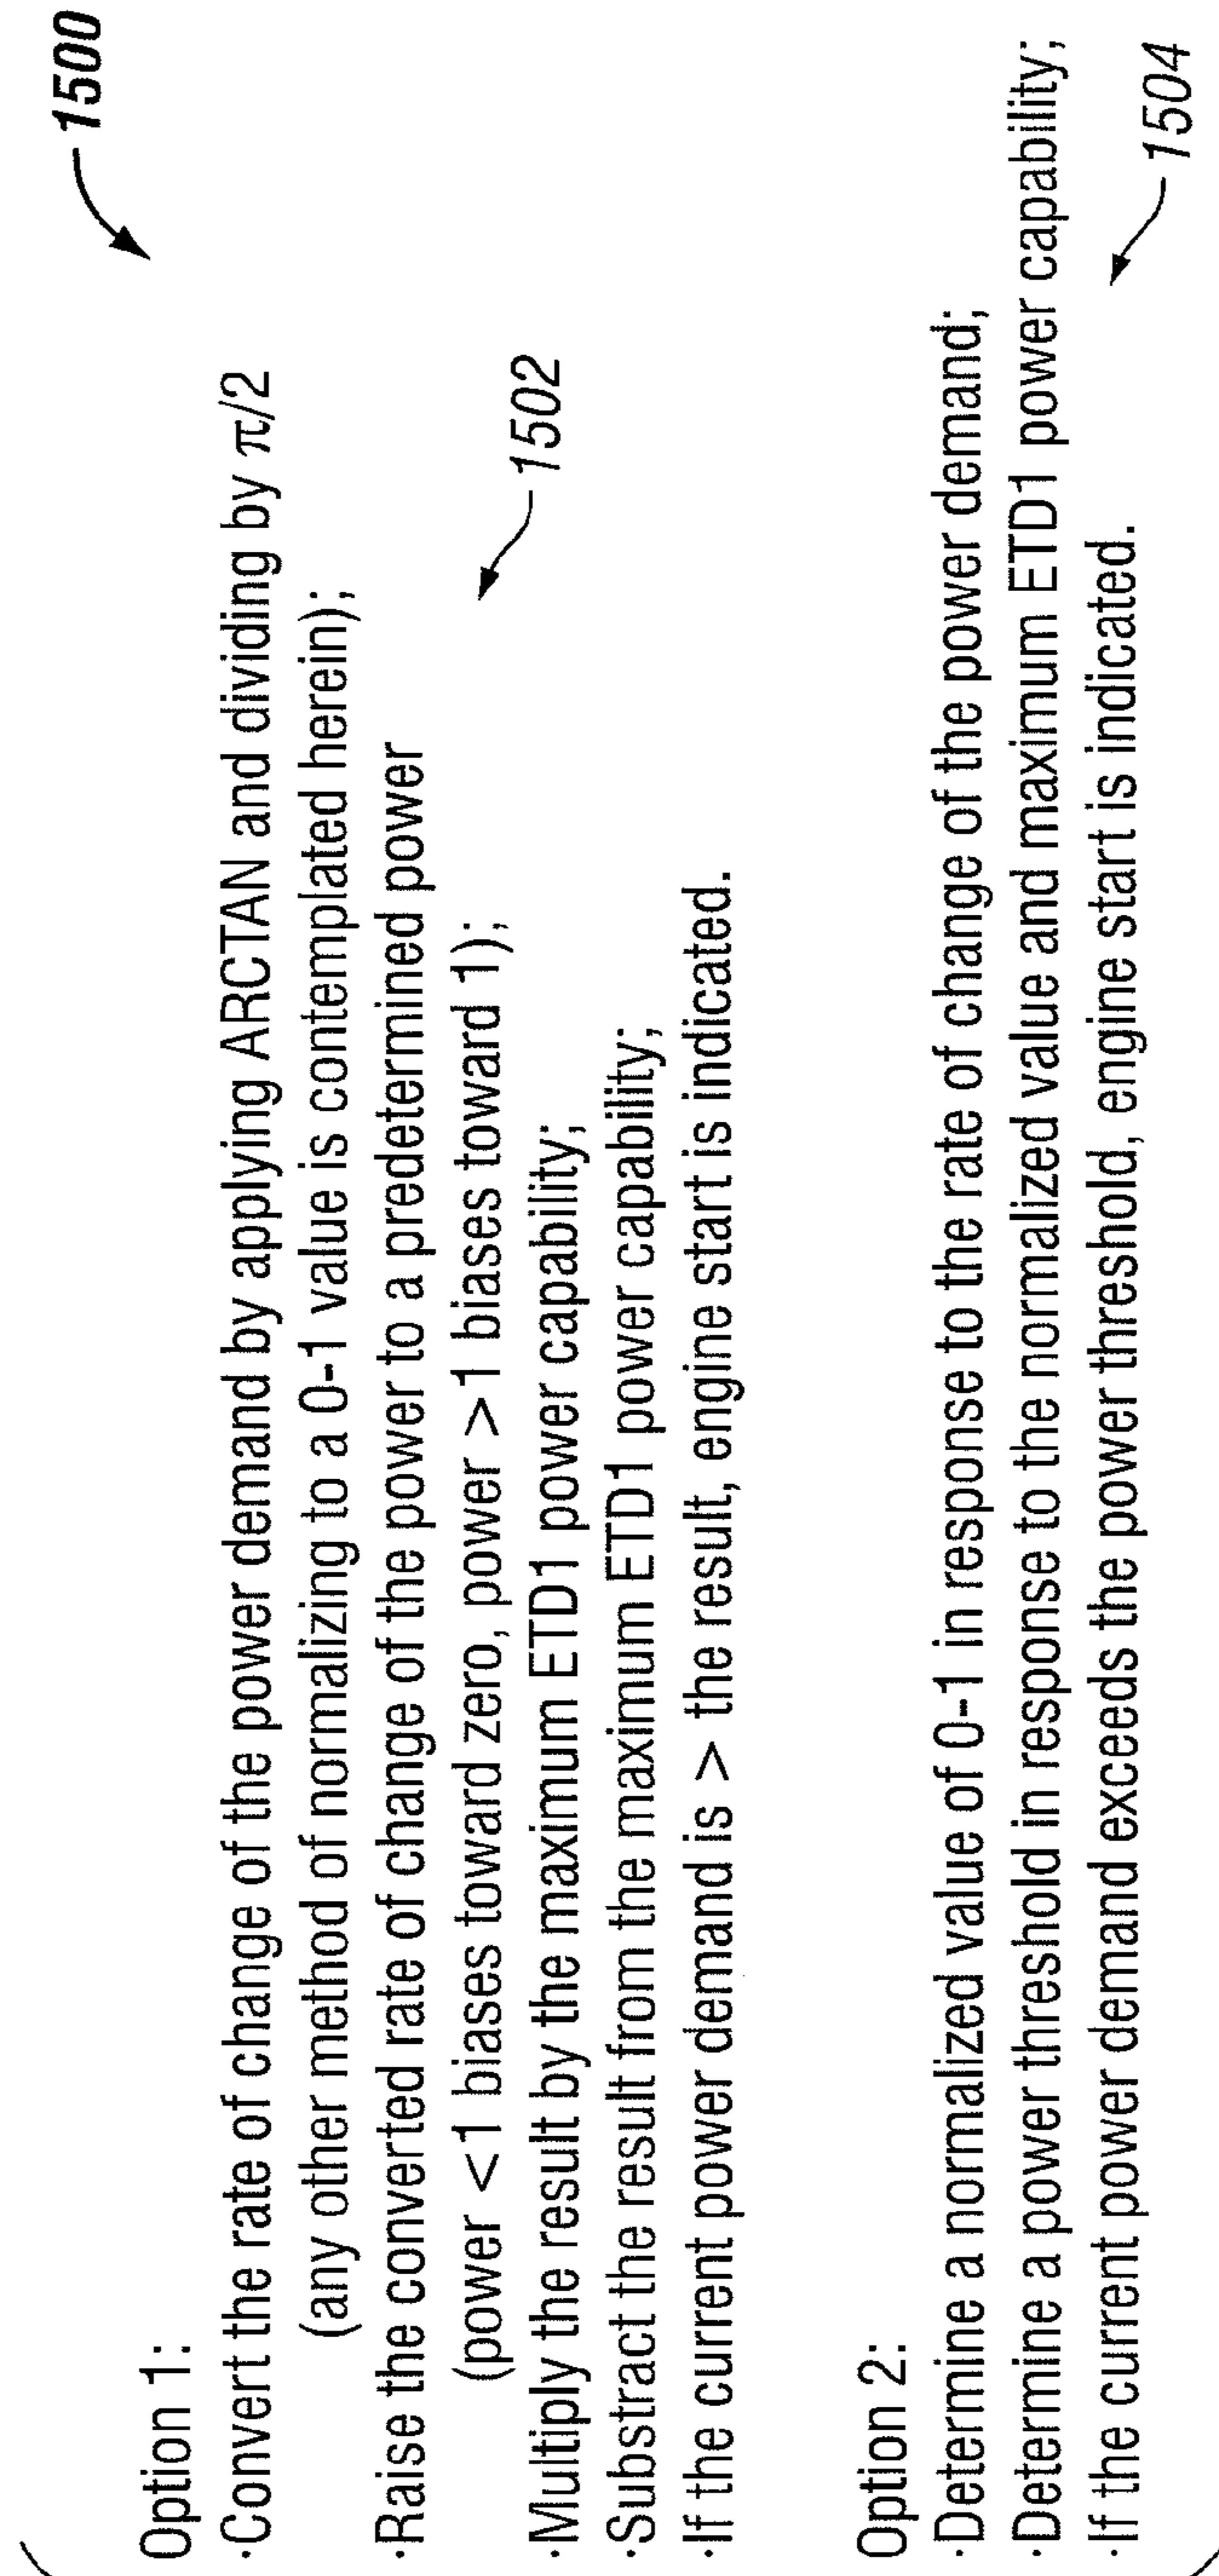 1500
Option 1:
·Convert the rate of change of the power demand by applying ARCTAN and dividing by π/2
(any other method of normalizing to a 0-1 value is contemplated herein);
·Raise the converted rate of change of the power to a predetermined power
(power <1 biases toward zero, power >1 biases toward 1);
1502
·Multiply the result by the maximum ETD1 power capability;
·Substract the result from the maximum ETD1 power capability;
·If the current power demand is > the result, engine start is indicated.
Option 2:
·Determine a normalized value of 0-1 in response to the rate of change of the power demand;
·Determine a power threshold in response to the normalized value and maximum ETD1 power capability;
·If the current power demand exceeds the power threshold, engine start is indicated.
1504